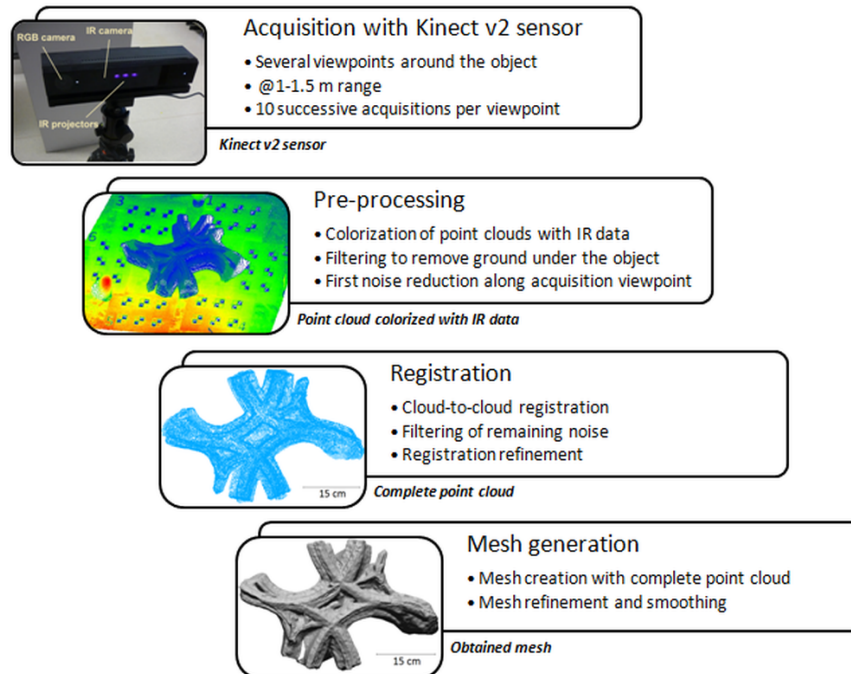 Acquisition with Kinect v2 sensor
RGB camera
IR camera
IR projectors
• Several viewpoints around the object
• @1-1.5 m range
• 10 successive acquisitions per viewpoint
Kinect v2 sensor
Pre-processing
• Colorization of point clouds with IR data
• Filtering to remove ground under the object
• First noise reduction along acquisition viewpoint
3
1
6
Point cloud colorized with IR data
Registration
• Cloud-to-cloud registration
• Filtering of remaining noise
• Registration refinement
15 cm
Complete point cloud
Mesh generation
• Mesh creation with complete point cloud
• Mesh refinement and smoothing
15 cm
Obtained mesh